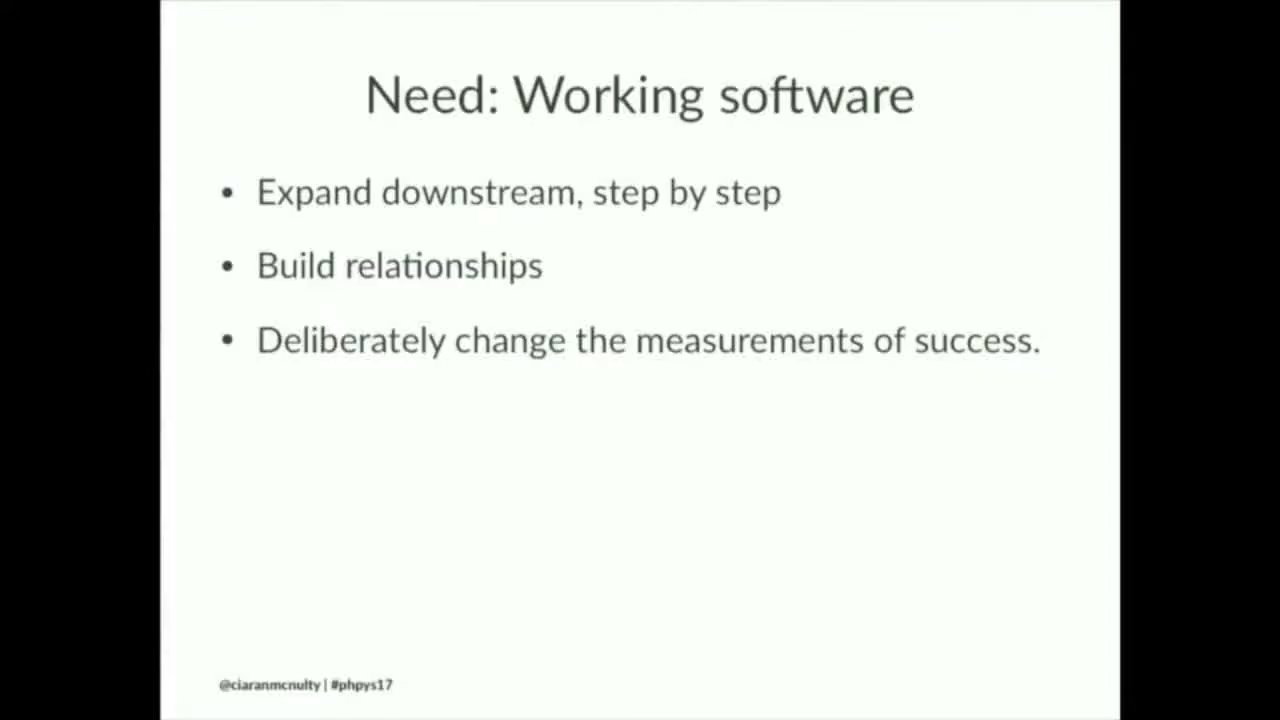 Need: Working software
• Expand downstream, step by step
• Build relationships
• Deliberately change the measurements of success.
@ciaranmcnulty | #phpys17